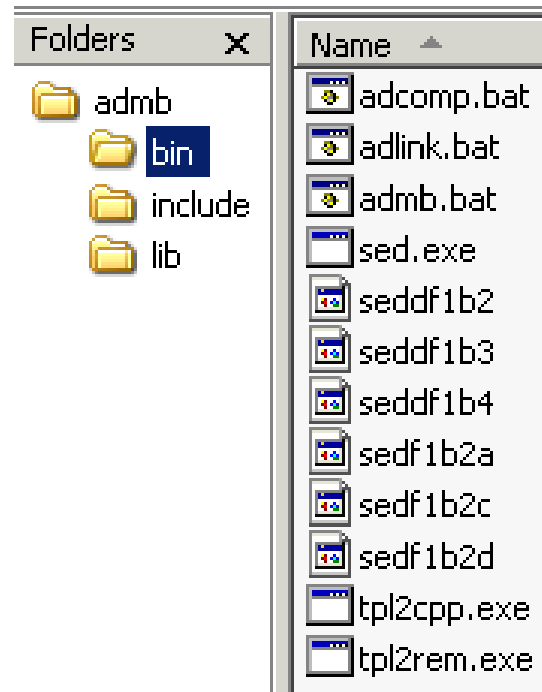 Folders x
admb
bin
include
lib
Name
adcomp.bat
adlink.bat
admb.bat
sed.exe
seddf1b2
seddf1b3
seddf1b4
sedf1b2a
sedf1b2c
sedf1b2d
tpl2cpp.exe
tpl2rem.exe